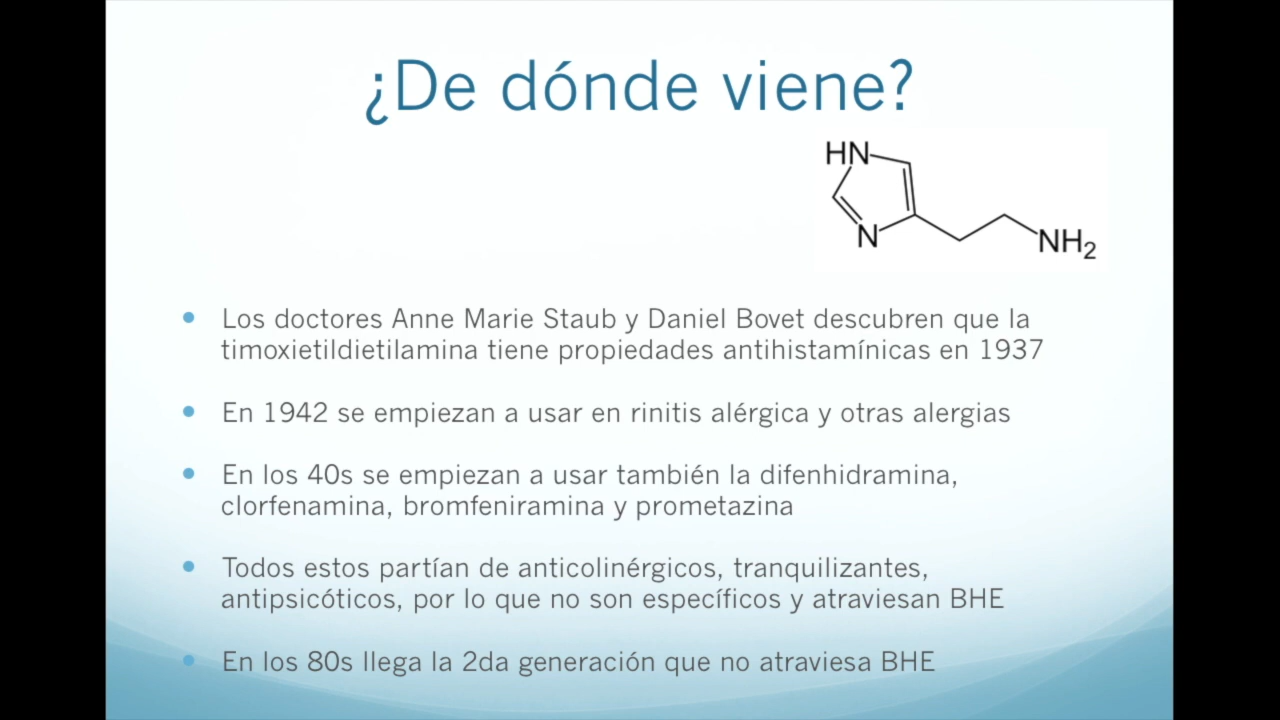 ¿De dónde viene?
HN
N
NH2
Los doctores Anne Marie Staub y Daniel Bovet descubren que la
timoxietildietilamina tiene propiedades antihistamínicas en 1937
En 1942 se empiezan a usar en rinitis alérgica y otras alergias
En los 40s se empiezan a usar también la difenhidramina,
clorfenamina, bromfeniramina y prometazina
Todos estos partían de anticolinérgicos, tranquilizantes,
antipsicóticos, por lo que no son específicos y atraviesan BHE
En los 80s llega la 2da generación que no atraviesa BHE